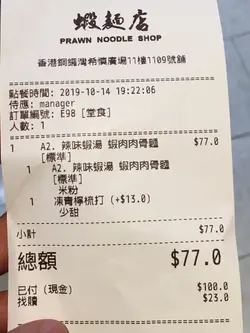 蝦麵店
PRAWN NOODLE SHOP
香港銅鑼灣希慎廣場11樓1109號舖
點餐時間: 2019-10-14 19:22:06
侍應: manager
訂單編號: E98 [堂食]
人數: 1
1 A2. 辣味蝦湯 蝦肉肉骨麵 $77.0
[標準]
1 A2. 辣味蝦湯 蝦肉肉骨麵
[標準]
米粉
1 凍青檸梳打 (+$13.0)
少甜
小計 $77.0
總額 $77.0
已付 (現金) $100.0
找贖 $23.0